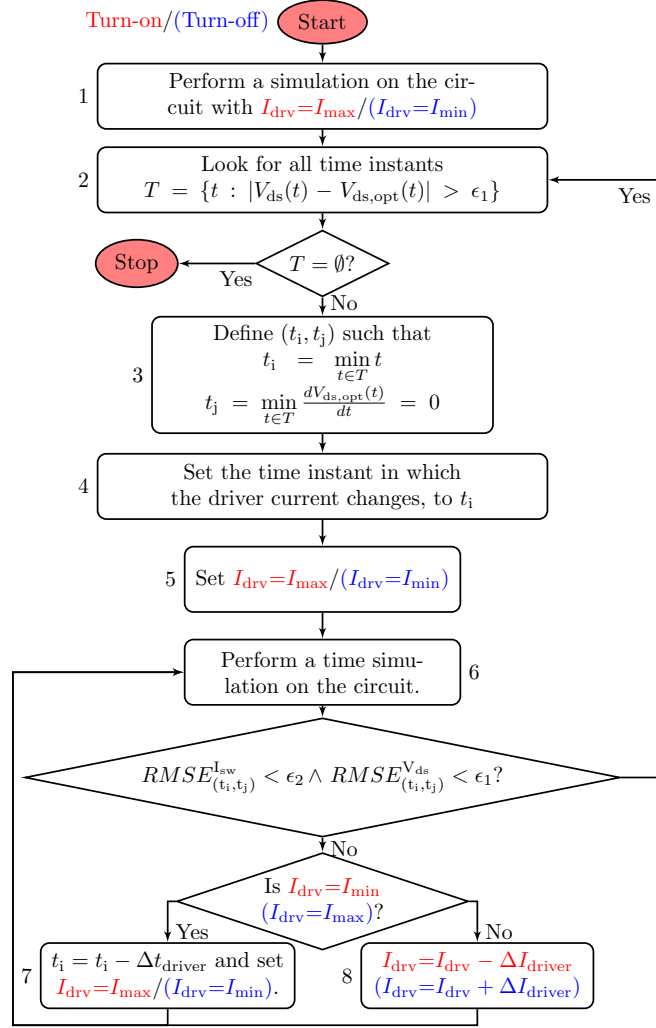 Turn-on/(Turn-off)
Start
1
Perform a simulation on the cir-
cuit with I_drv=I_max/(I_drv=I_min)
2
Look for all time instants
T = {t : |V_ds(t) − V_ds,opt(t)| > ϵ_1}
Yes
T = ∅?
Stop
Yes
No
3
Define (t_i, t_j) such that
t_i = min_{t∈T} t
t_j = min_{t∈T} dV_ds,opt(t)/dt = 0
4
Set the time instant in which
the driver current changes, to t_i
5
Set I_drv=I_max/(I_drv=I_min)
Perform a time simu-
lation on the circuit.
6
RMSE^{I_sw}_{(t_i,t_j)} < ϵ_2 ∧ RMSE^{V_ds}_{(t_i,t_j)} < ϵ_1?
No
Is I_drv=I_min
(I_drv=I_max)?
Yes
No
7
t_i = t_i − Δt_driver and set
I_drv=I_max/(I_drv=I_min).
8
I_drv=I_drv − ΔI_driver
(I_drv=I_drv + ΔI_driver)